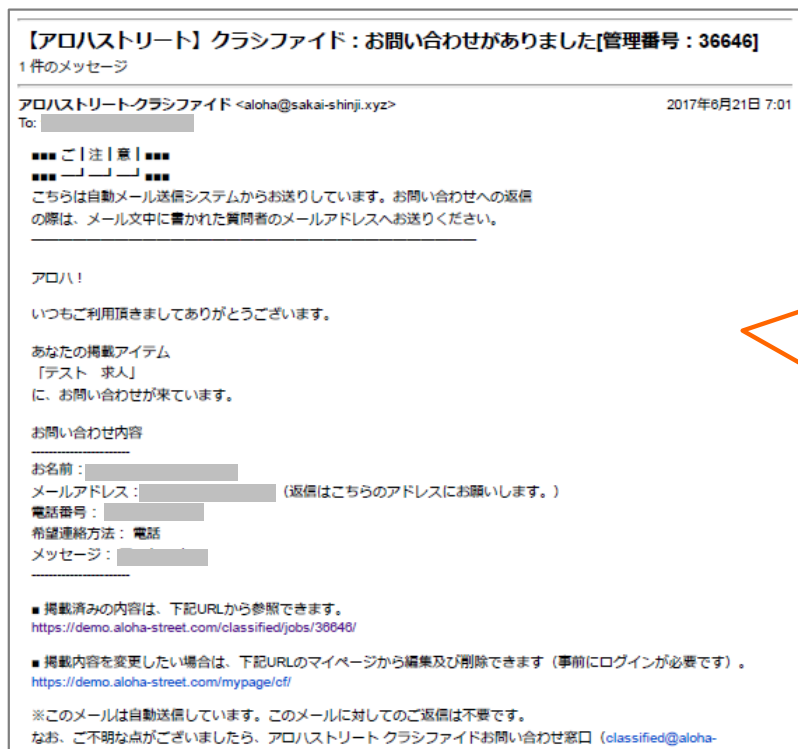 【アロハストリート】クラシファイド：お問い合わせがありました[管理番号：36646]
1 件のメッセージ
アロハストリート-クラシファイド <aloha@sakai-shinji.xyz> 2017年6月21日 7:01
To:
■■■ ご┃注┃意┃■■■
■■■ ━┛━┛━┛■■■
こちらは自動メール送信システムからお送りしています。お問い合わせへの返信
の際は、メール文中に書かれた質問者のメールアドレスへお送りください。
アロハ！
いつもご利用頂きましてありがとうございます。
あなたの掲載アイテム
「テスト　求人」
に、お問い合わせが来ています。
お問い合わせ内容
-----------------------
お名前：
メールアドレス： （返信はこちらのアドレスにお願いします。）
電話番号：
希望連絡方法： 電話
メッセージ：
-----------------------
■ 掲載済みの内容は、下記URLから参照できます。
https://demo.aloha-street.com/classified/jobs/36646/
■ 掲載内容を変更したい場合は、下記URLのマイページから編集及び削除できます（事前にログインが必要です）。
https://demo.aloha-street.com/mypage/cf/
※このメールは自動送信しています。このメールに対してのご返信は不要です。
なお、ご不明な点がございましたら、アロハストリート クラシファイドお問い合わせ窓口（classified@aloha-